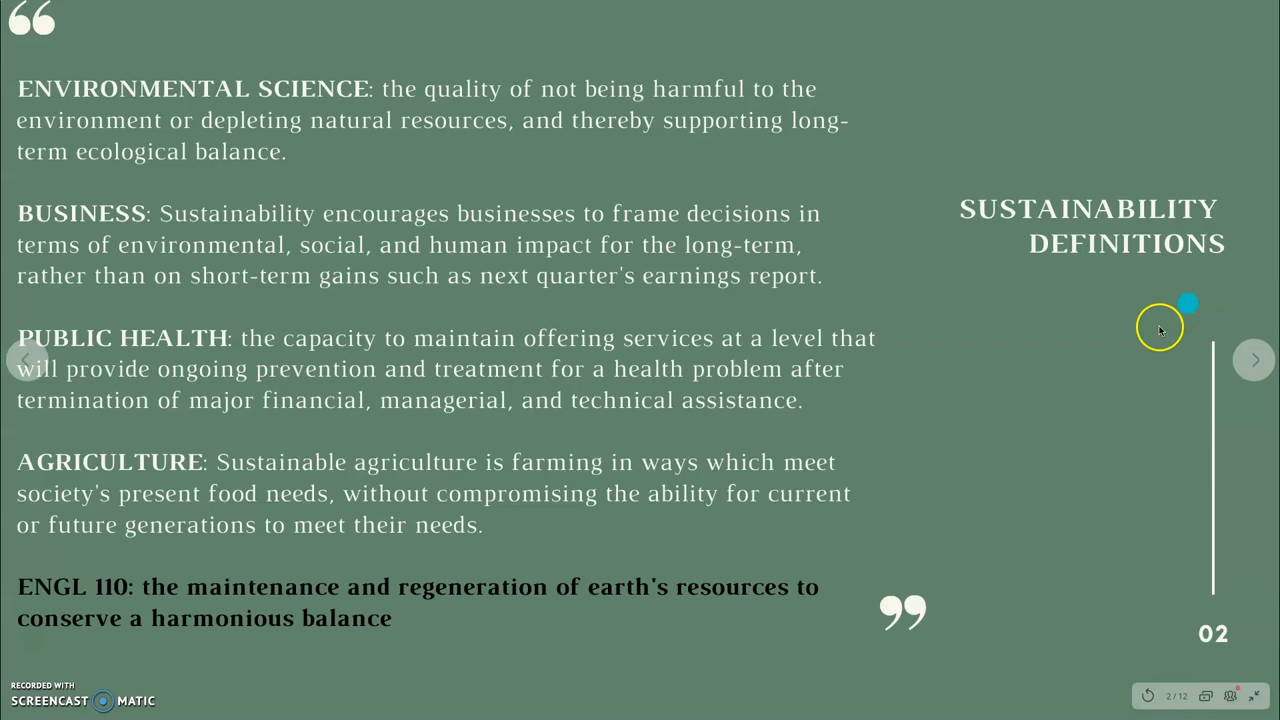 “
ENVIRONMENTAL SCIENCE: the quality of not being harmful to the
environment or depleting natural resources, and thereby supporting long-
term ecological balance.
BUSINESS: Sustainability encourages businesses to frame decisions in
terms of environmental, social, and human impact for the long-term,
rather than on short-term gains such as next quarter's earnings report.
PUBLIC HEALTH: the capacity to maintain offering services at a level that
will provide ongoing prevention and treatment for a health problem after
termination of major financial, managerial, and technical assistance.
AGRICULTURE: Sustainable agriculture is farming in ways which meet
society's present food needs, without compromising the ability for current
or future generations to meet their needs.
ENGL 110: the maintenance and regeneration of earth's resources to
conserve a harmonious balance
”
SUSTAINABILITY
DEFINITIONS
02
RECORDED WITH
SCREENCAST MATIC
2 / 12